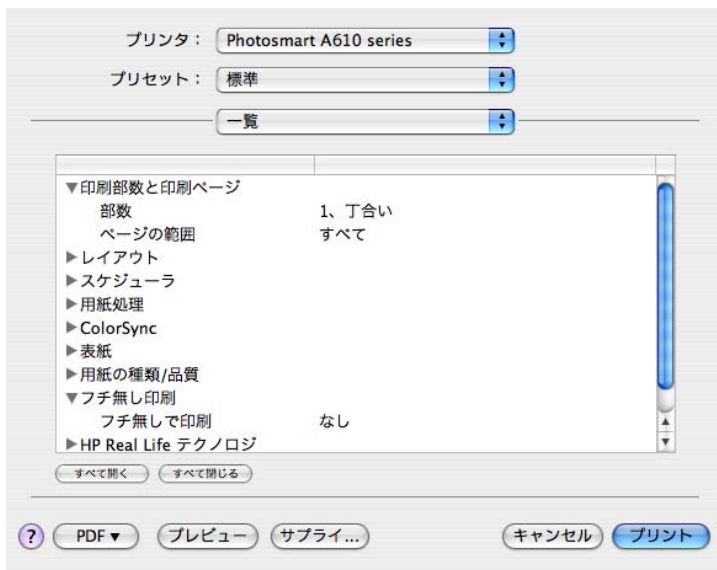 プリンタ： Photosmart A610 series
プリセット： 標準
一覧
▼印刷部数と印刷ページ
部数 1、丁合い
ページの範囲 すべて
▶レイアウト
▶スケジューラ
▶用紙処理
▶ColorSync
▶表紙
▶用紙の種類/品質
▼フチ無し印刷
フチ無しで印刷 なし
▶HP Real Life テクノロジ
すべて開く すべて閉じる
? PDF▼ プレビュー サプライ... キャンセル プリント